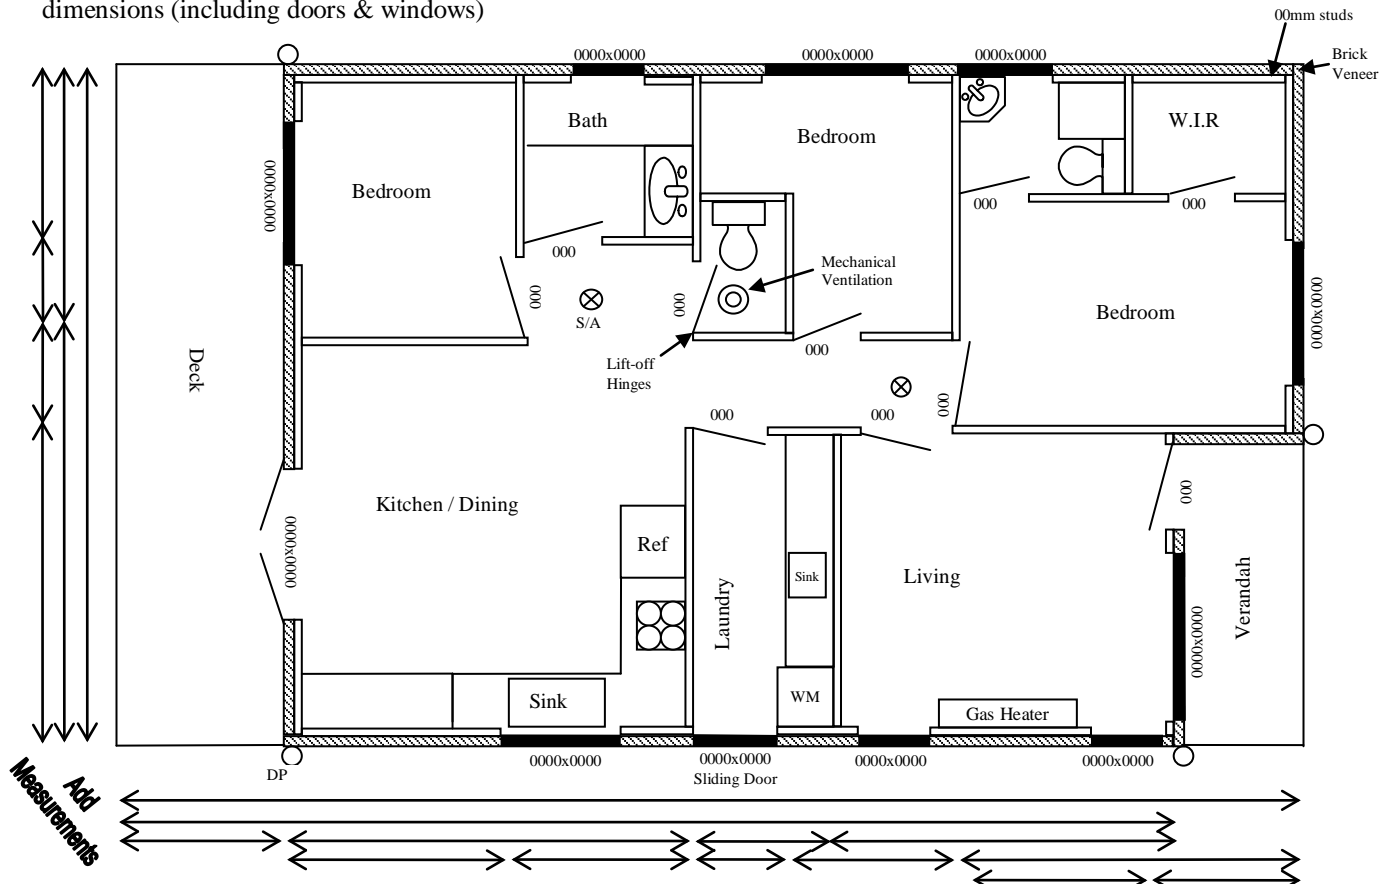 dimensions (including doors & windows)
00mm studs
0000x0000
0000x0000
0000x0000
Brick
Veneer
Bath
Bedroom
W.I.R
0000x0000
Bedroom
000
000
000
Mechanical
Ventilation
000
000
S/A
Bedroom
0000x0000
000
Lift-off
Hinges
Deck
000
000
000
000
Kitchen / Dining
0000x0000
Ref
Sink
Living
Laundry
Verandah
0000x0000
Sink
WM
Gas Heater
DP
0000x0000
0000x0000
Sliding Door
0000x0000
0000x0000
Add
Measurements